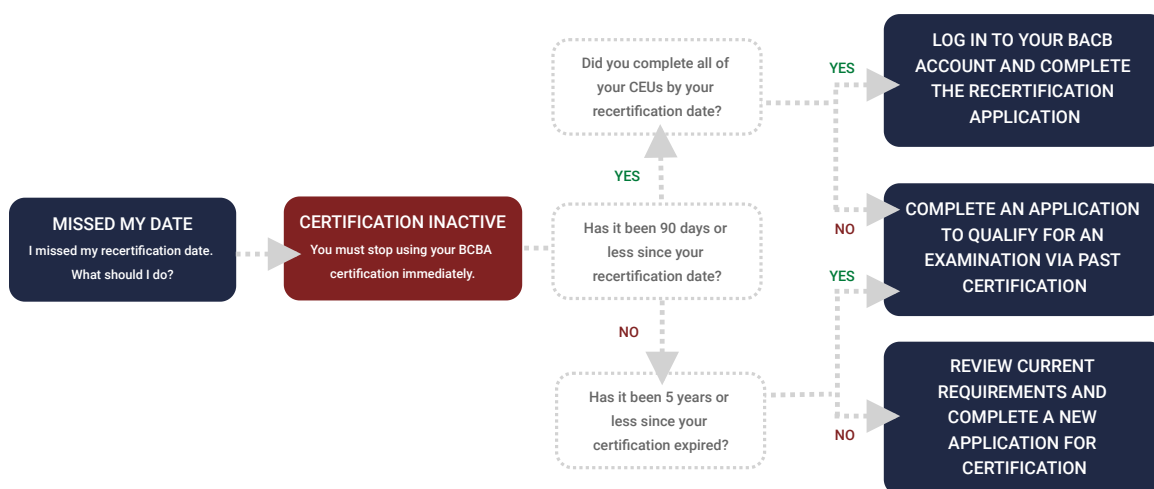 MISSED MY DATE
I missed my recertification date.
What should I do?
CERTIFICATION INACTIVE
You must stop using your BCBA
certification immediately.
Has it been 90 days or
less since your
recertification date?
YES
Did you complete all of
your CEUs by your
recertification date?
YES
LOG IN TO YOUR BACB
ACCOUNT AND COMPLETE
THE RECERTIFICATION
APPLICATION
NO
COMPLETE AN APPLICATION
TO QUALIFY FOR AN
EXAMINATION VIA PAST
CERTIFICATION
NO
Has it been 5 years or
less since your
certification expired?
YES
NO
REVIEW CURRENT
REQUIREMENTS AND
COMPLETE A NEW
APPLICATION FOR
CERTIFICATION